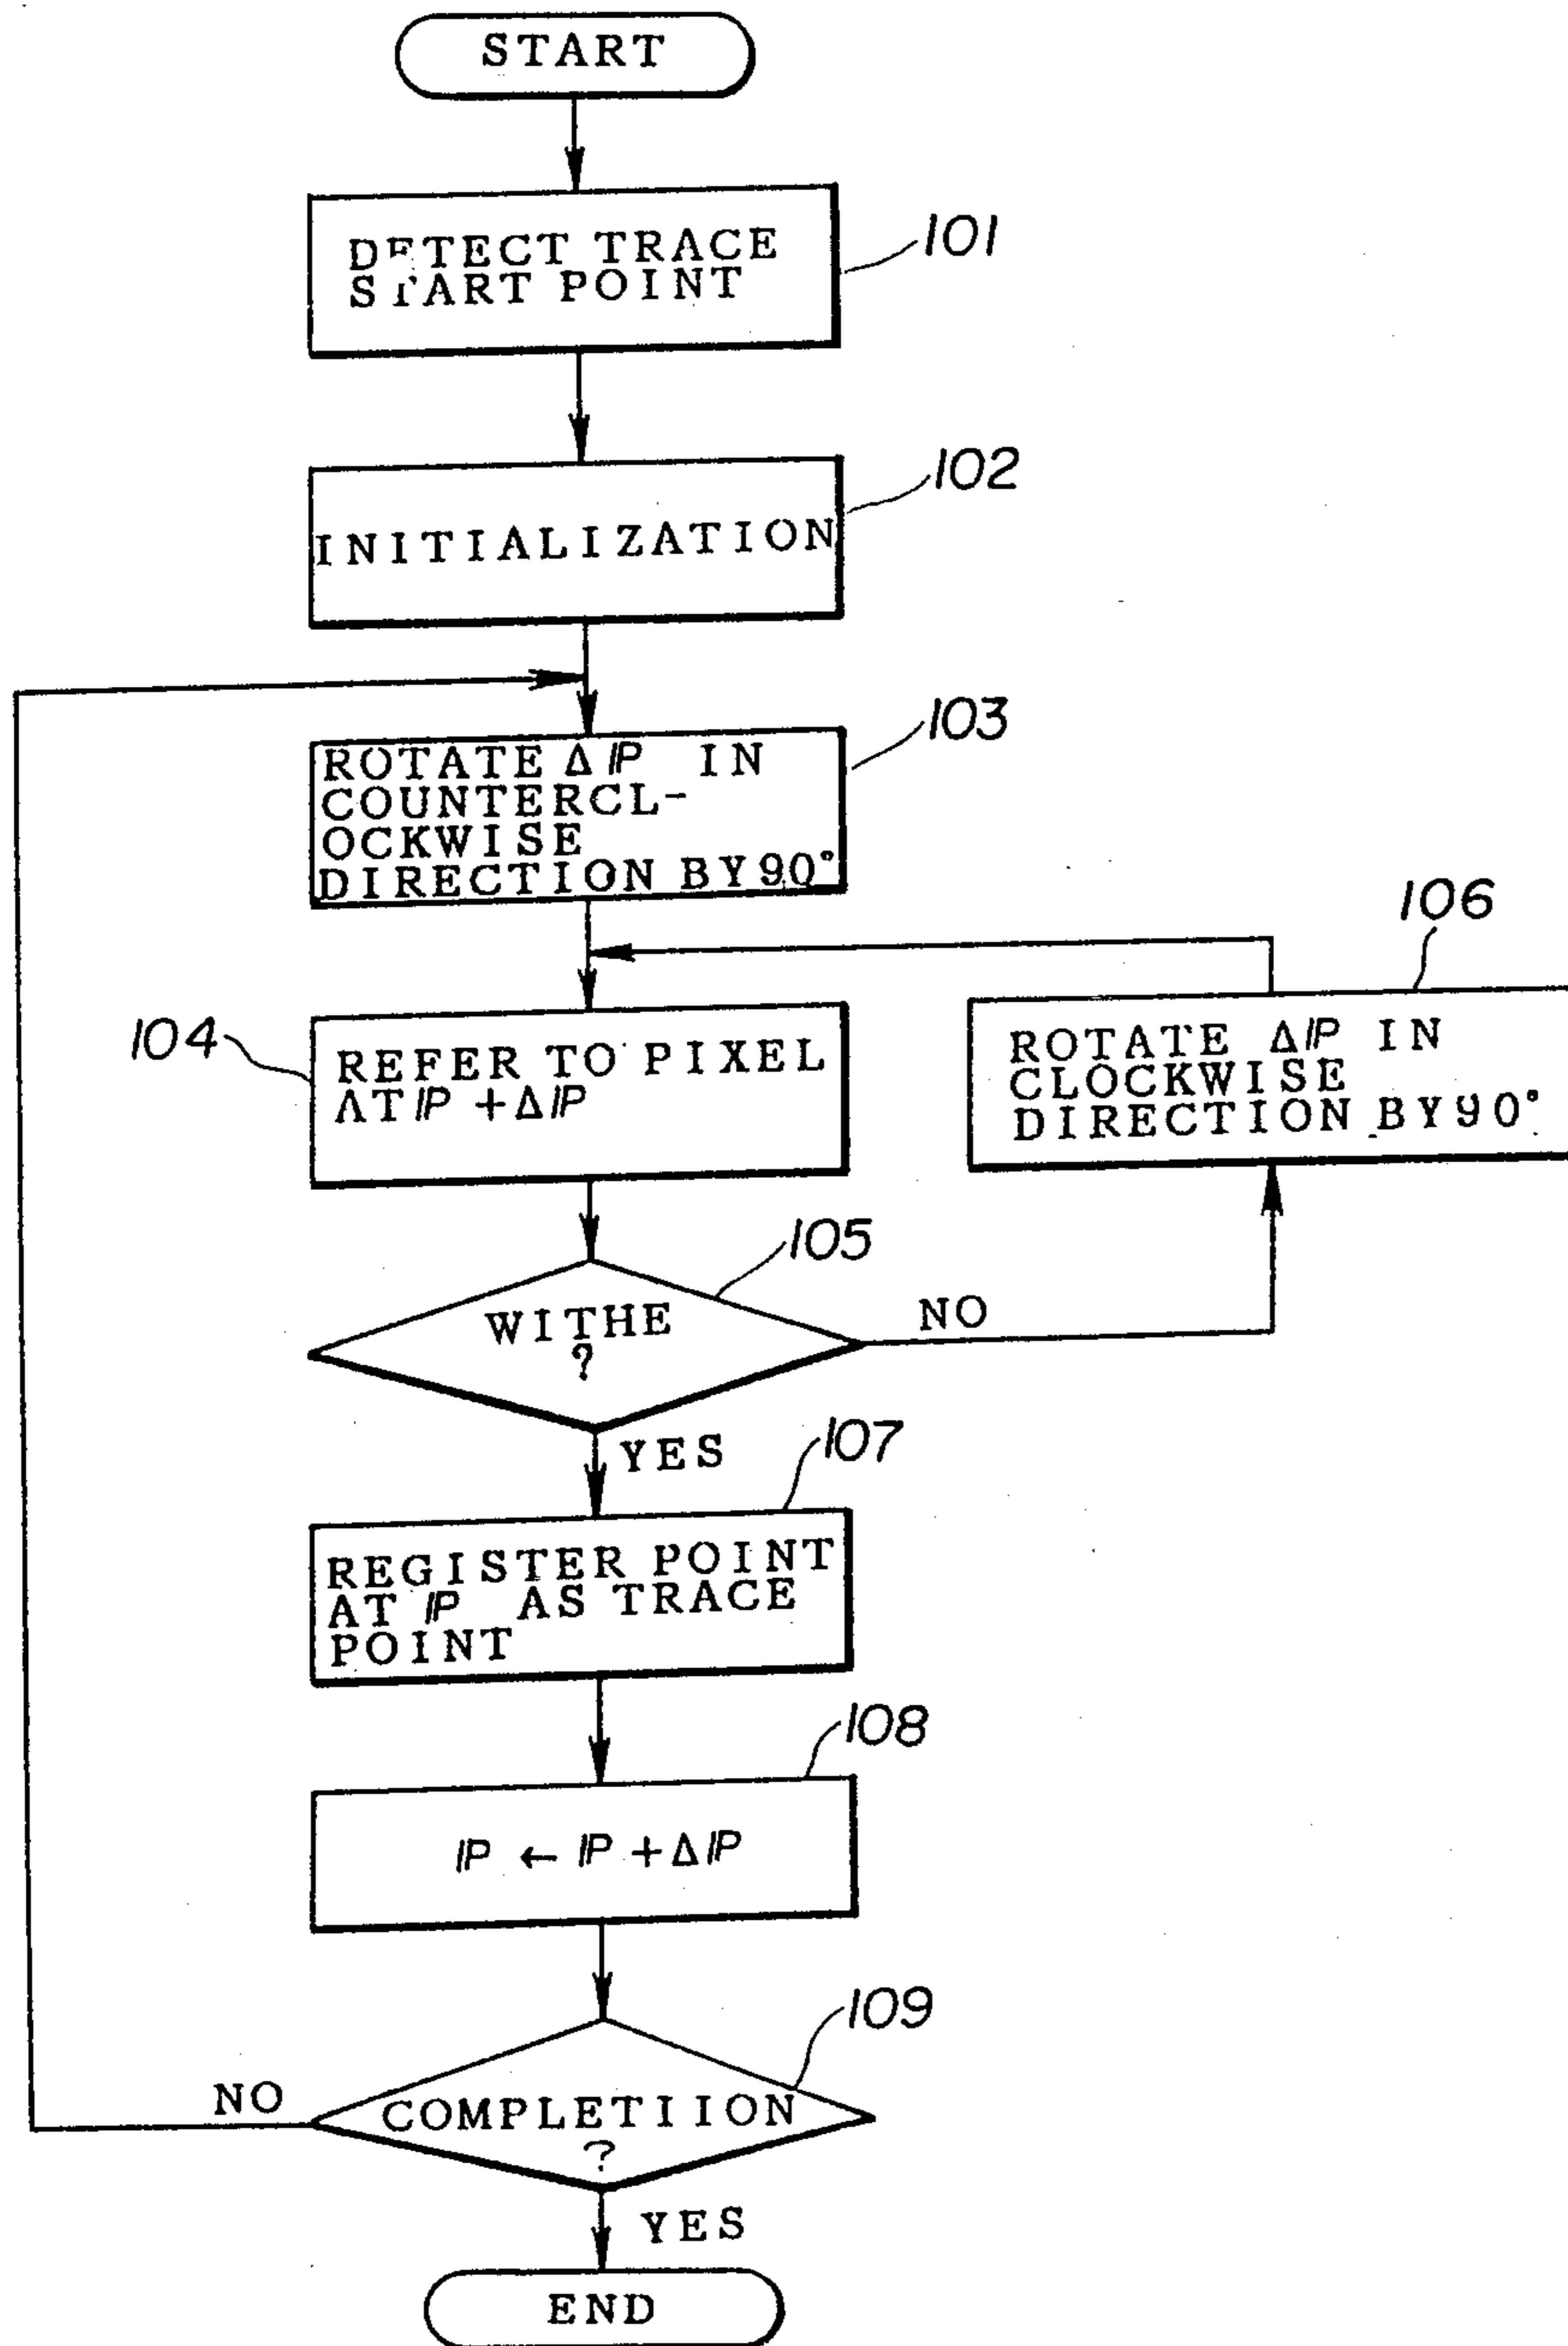 START
DETECT TRACE
START POINT
101
INITIALIZATION
102
ROTATE ΔP IN
COUNTERCL-
OCKWISE
DIRECTION BY 90°
103
104
REFER TO PIXEL
AT P + ΔP
106
ROTATE ΔP IN
CLOCKWISE
DIRECTION BY 90°
105
WITHE
?
NO
YES
107
REGISTER POINT
AT P AS TRACE
POINT
108
P ← P + ΔP
109
COMPLETIION
?
NO
YES
END